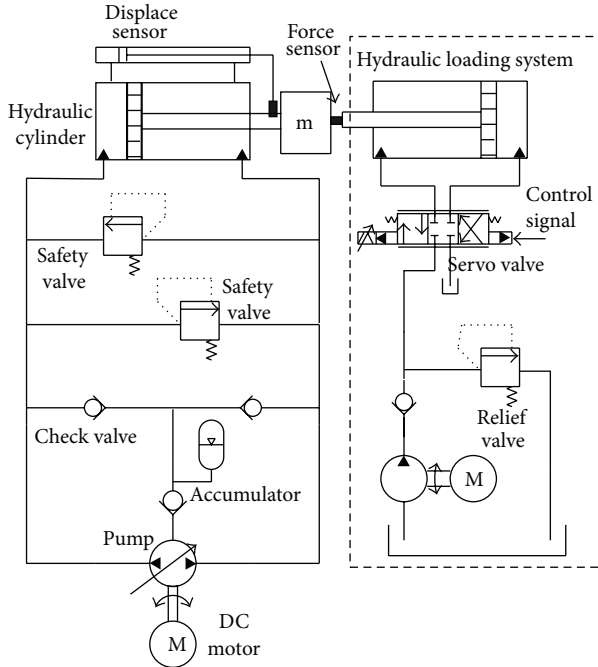 Displace
sensor
Force
sensor
Hydraulic loading system
Hydraulic
cylinder
m
Control
signal
Servo valve
Safety
valve
Safety
valve
Relief
valve
Check valve
Accumulator
M
Pump
DC
motor
M